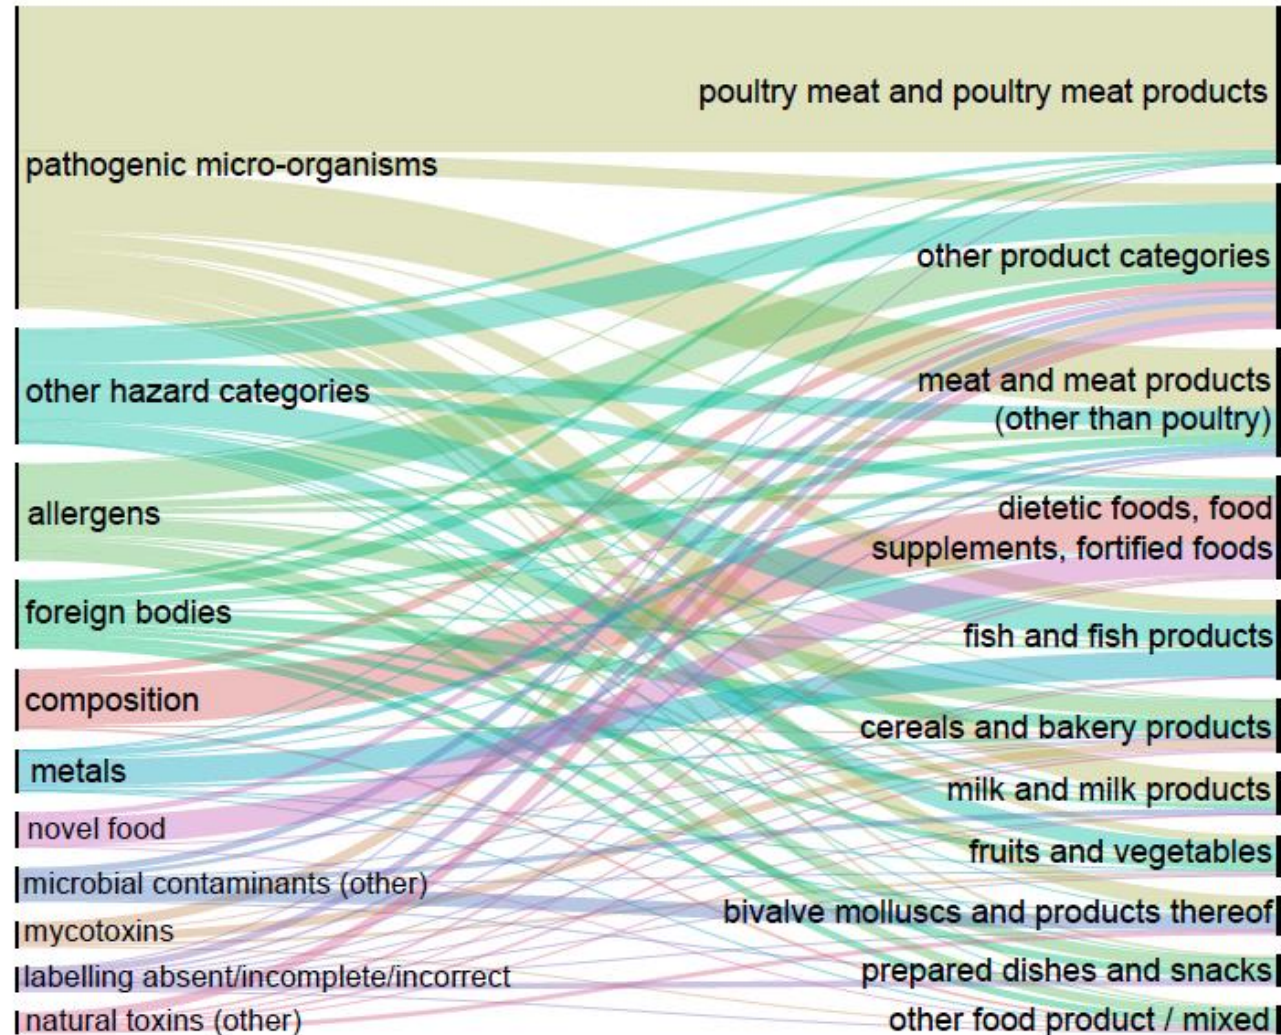 pathogenic micro-organisms
other hazard categories
allergens
foreign bodies
composition
metals
novel food
microbial contaminants (other)
mycotoxins
labelling absent/incomplete/incorrect
natural toxins (other)
poultry meat and poultry meat products
other product categories
meat and meat products
(other than poultry)
dietetic foods, food
supplements, fortified foods
fish and fish products
cereals and bakery products
milk and milk products
fruits and vegetables
bivalve molluscs and products thereof
prepared dishes and snacks
other food product / mixed